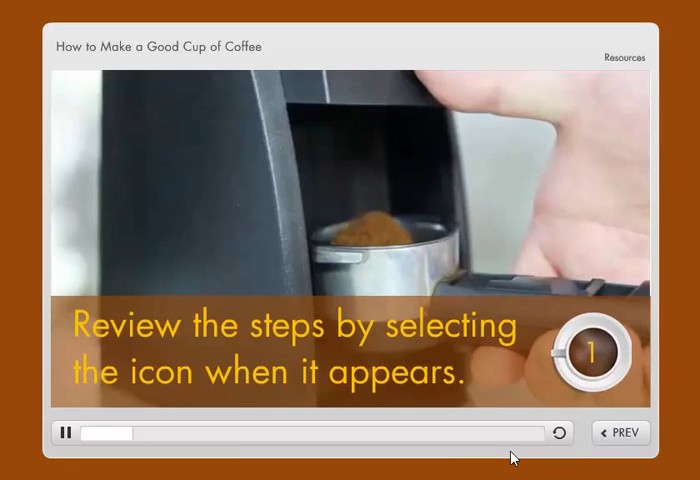 How to Make a Good Cup of Coffee
Resources
Review the steps by selecting
the icon when it appears.
1
PREV